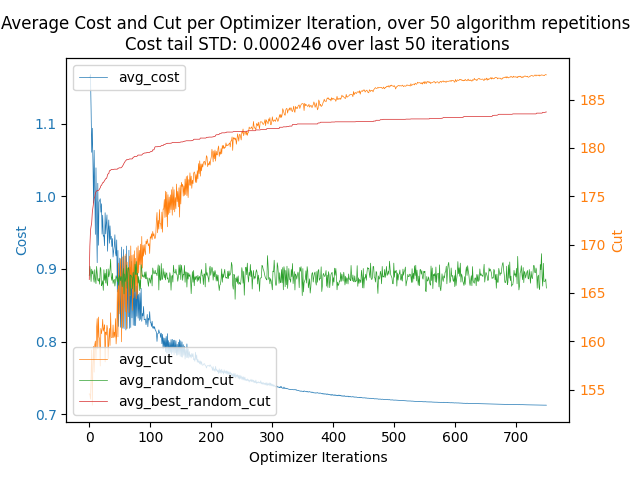 Average Cost and Cut per Optimizer Iteration, over 50 algorithm repetitions
Cost tail STD: 0.000246 over last 50 iterations
avg_cost
1.1
1.0
0.9
0.8
0.7
Cost
185
180
175
170
165
160
155
Cut
avg_cut
avg_random_cut
avg_best_random_cut
0 100 200 300 400 500 600 700
Optimizer Iterations